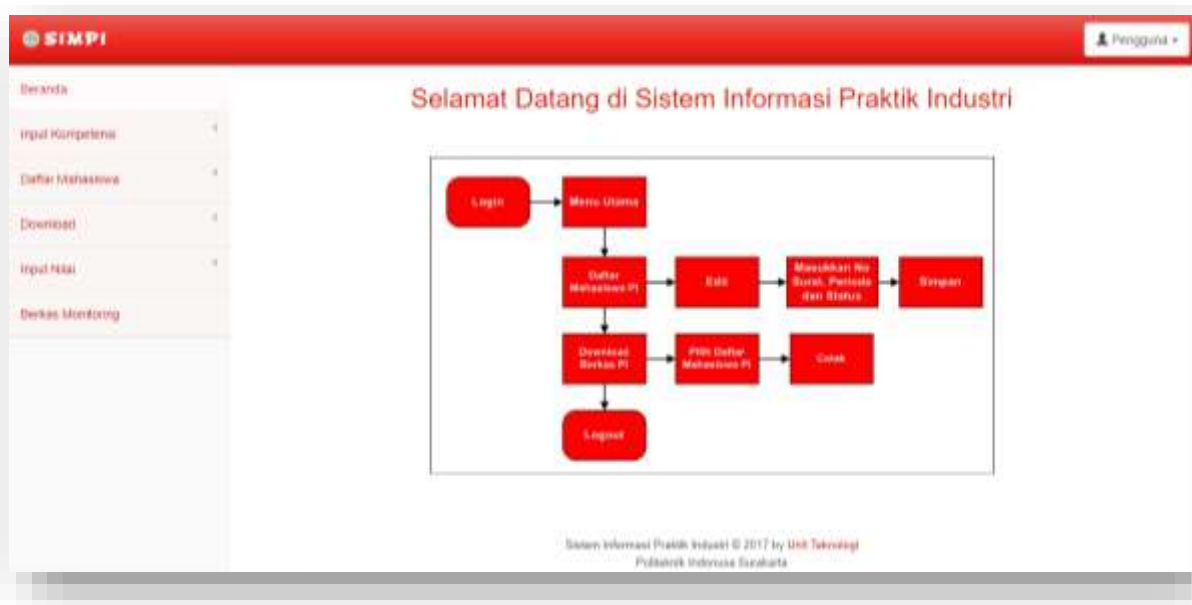 SIMPI
Pengguna
Beranda
Selamat Datang di Sistem Informasi Praktik Industri
Input Kompetensi
Daftar Mahasiswa
Download
Input Nilai
Berkas Monitoring
Login
Menu Utama
Daftar
Mahasiswa PI
Edit
Masukkan No
Surat, Periode
dan Status
Simpan
Download
Berkas PI
Pilih Daftar
Mahasiswa PI
Cetak
Logout
Sistem Informasi Praktik Industri © 2017 by Unit Teknologi
Politeknik Indonusa Surakarta